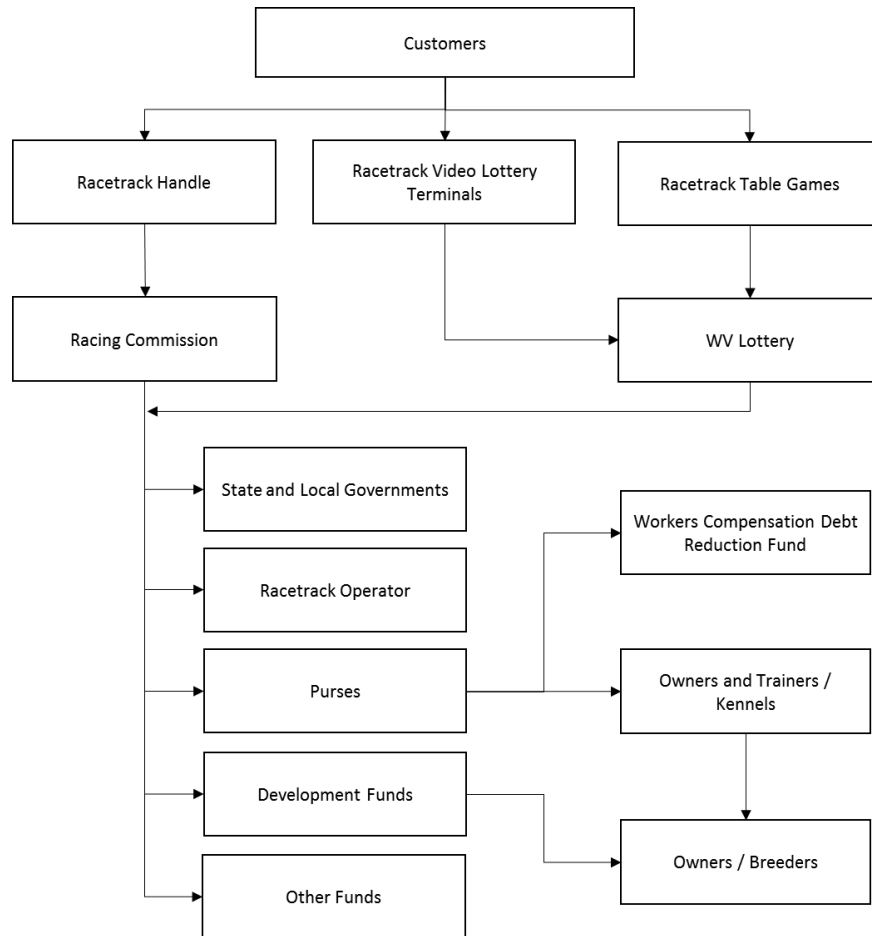 Customers
Racetrack Handle
Racetrack Video Lottery
Terminals
Racetrack Table Games
Racing Commission
WV Lottery
State and Local Governments
Workers Compensation Debt
Reduction Fund
Racetrack Operator
Purses
Owners and Trainers /
Kennels
Development Funds
Owners / Breeders
Other Funds